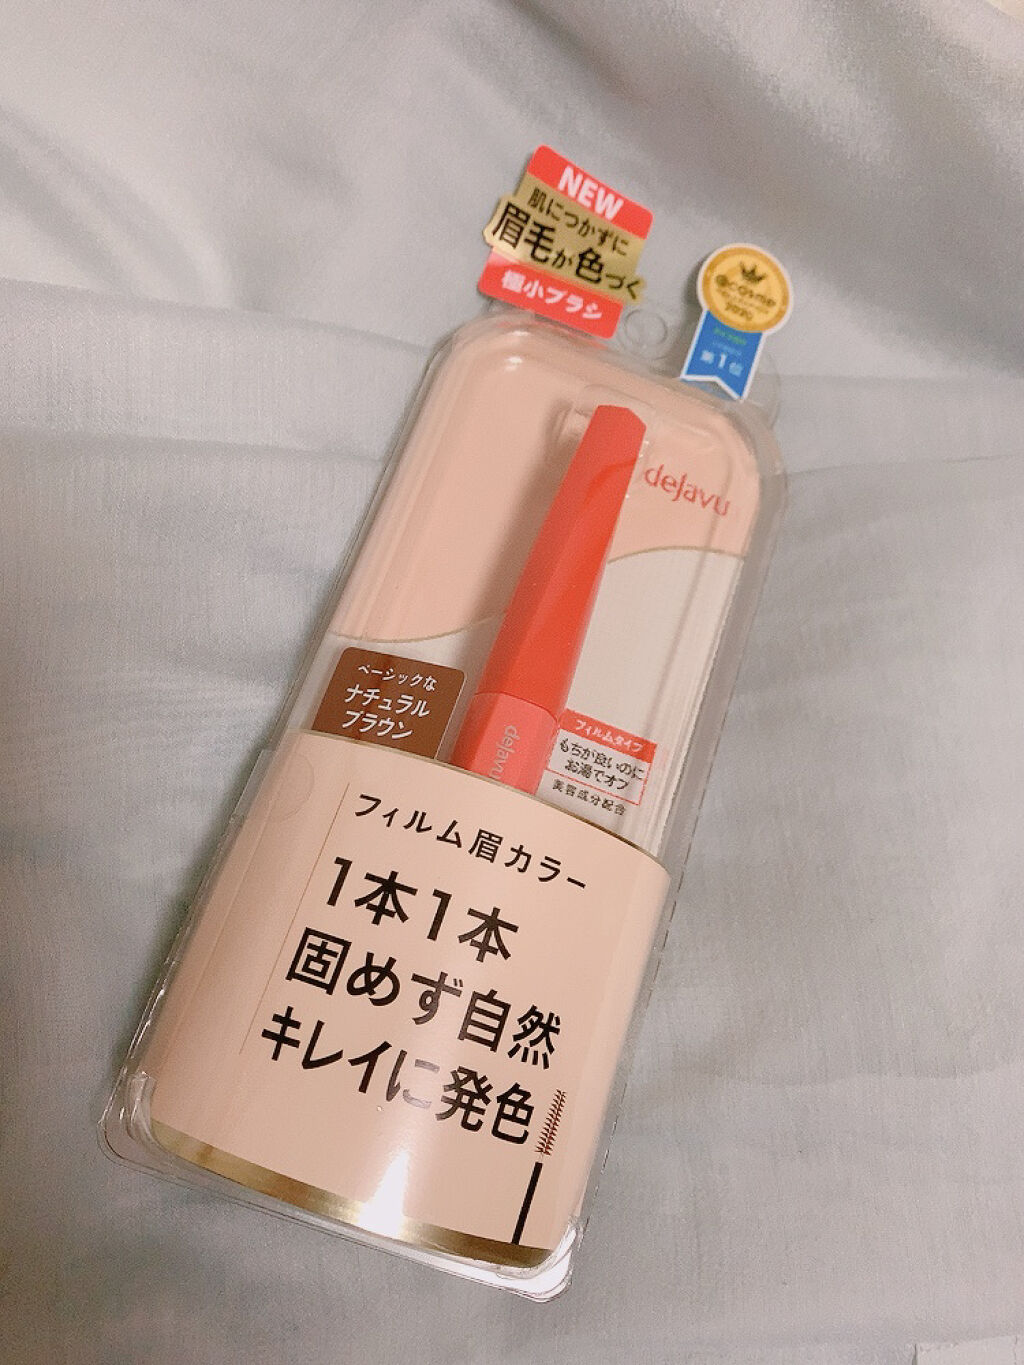 NEW
肌につかずに
眉毛が色づく
極小ブラシ
@cosme
2020
第1位
dejavu
ベーシックな
ナチュラル
ブラウン
dejavu
フィルムタイプ
もちが良いのに
お湯でオフ
美容成分配合
フィルム眉カラー
1本1本
固めず自然
キレイに発色